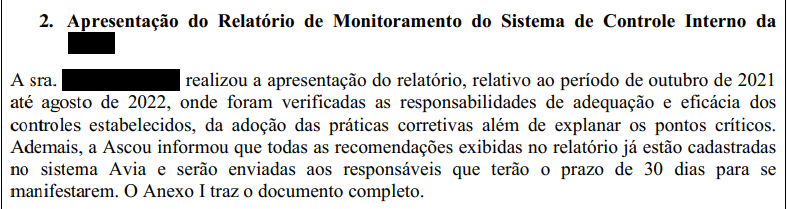 2. Apresentação do Relatório de Monitoramento do Sistema de Controle Interno da
A sra. realizou a apresentação do relatório, relativo ao período de outubro de 2021
até agosto de 2022, onde foram verificadas as responsabilidades de adequação e eficácia dos
controles estabelecidos, da adoção das práticas corretivas além de explanar os pontos críticos.
Ademais, a Ascou informou que todas as recomendações exibidas no relatório já estão cadastradas
no sistema Avia e serão enviadas aos responsáveis que terão o prazo de 30 dias para se
manifestarem. O Anexo I traz o documento completo.